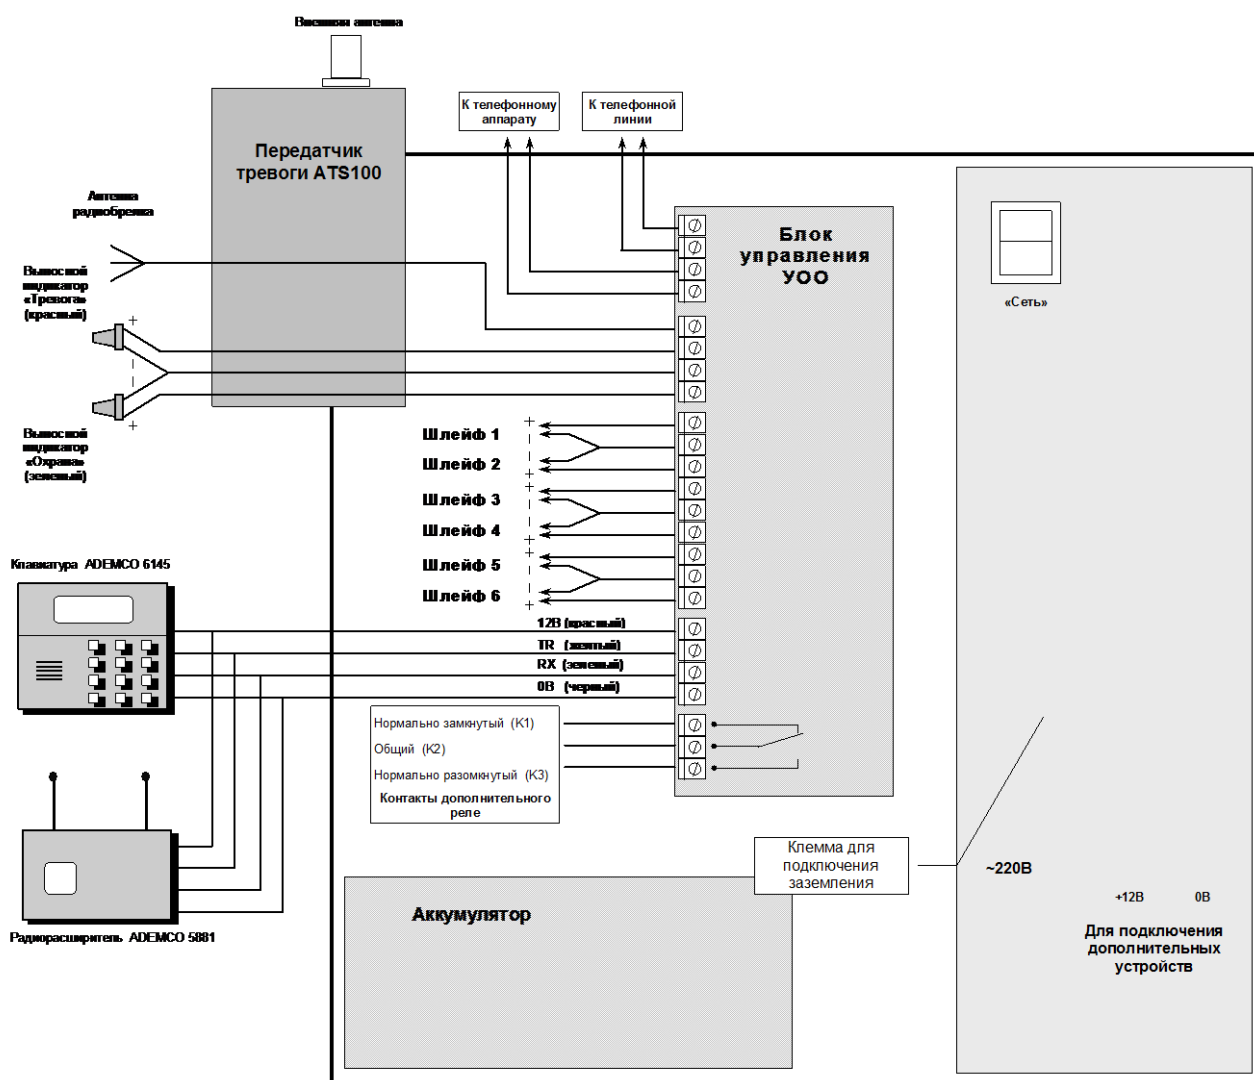 Внешняя антенна
К телефонному
аппарату
К телефонной
линии
Передатчик
тревоги ATS100
Антенна
радиобрелка
Блок
управления
УОО
Выносной
индикатор
«Тревога»
(красный)
«Сеть»
+
+
Выносной
индикатор
«Охрана»
(зеленый)
+
Шлейф 1
Шлейф 2
+
+
Шлейф 3
Шлейф 4
+
+
Шлейф 5
Шлейф 6
+
Клавиатура ADEMCO 6145
12В (красный)
TR (желтый)
RX (зеленый)
0В (черный)
Нормально замкнутый (К1)
Общий (К2)
Нормально разомкнутый (К3)
Контакты дополнительного
реле
Клемма для
подключения
заземления
~220В
+12В 0В
Для подключения
дополнительных
устройств
Аккумулятор
Радиорасширитель ADEMCO 5881